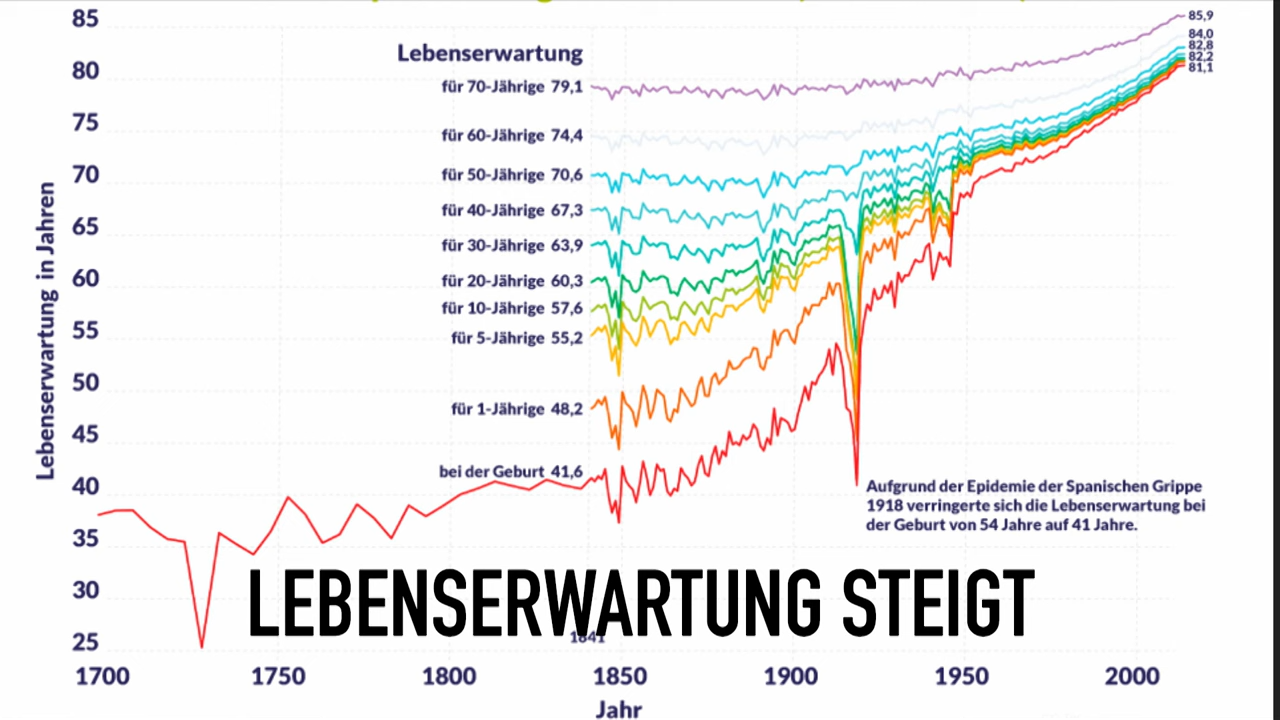 85
85,9
84,0
82,8
82,2
81,1
Lebenserwartung
80
für 70-Jährige 79,1
75
für 60-Jährige 74,4
70
für 50-Jährige 70,6
für 40-Jährige 67,3
65
für 30-Jährige 63,9
60
für 20-Jährige 60,3
für 10-Jährige 57,6
55
für 5-Jährige 55,2
50
für 1-Jährige 48,2
45
bei der Geburt 41,6
40
Aufgrund der Epidemie der Spanischen Grippe
1918 verringerte sich die Lebenserwartung bei
der Geburt von 54 Jahre auf 41 Jahre.
35
30
25
Lebenserwartung in Jahren
LEBENSERWARTUNG STEIGT
1841
1700 1750 1800 1850 1900 1950 2000
Jahr